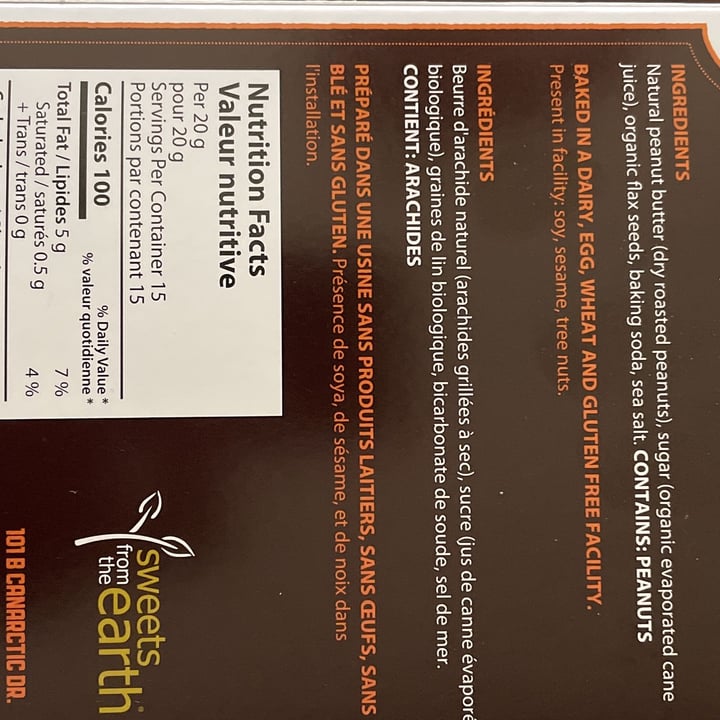 INGREDIENTS
Natural peanut butter (dry roasted peanuts), sugar (organic evaporated cane
juice), organic flax seeds, baking soda, sea salt. CONTAINS: PEANUTS
BAKED IN A DAIRY, EGG, WHEAT AND GLUTEN FREE FACILITY.
Present in facility: soy, sesame, tree nuts.
INGRÉDIENTS
Beurre d'arachide naturel (arachides grillées à sec), sucre (jus de canne évaporé
biologique), graines de lin biologique, bicarbonate de soude, sel de mer.
CONTIENT: ARACHIDES
PRÉPARÉ DANS UNE USINE SANS PRODUITS LAITIERS, SANS ŒUFS, SANS
BLÉ ET SANS GLUTEN. Présence de soya, de sésame, et de noix dans
l'installation.
Nutrition Facts
Valeur nutritive
Per 20 g
pour 20 g
Servings Per Container 15
Portions par contenant 15
% Daily Value *
Calories 100 % valeur quotidienne *
Total Fat / Lipides 5 g 7 %
Saturated / saturés 0.5 g 4 %
+ Trans / trans 0 g
sweets
from
the earth®
101 B CANARCTIC DR.